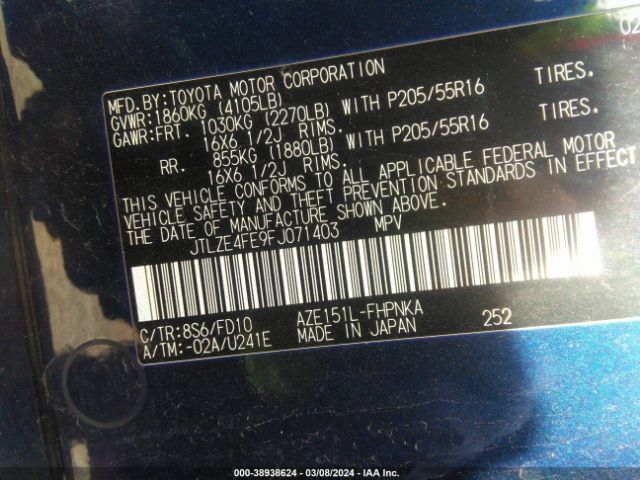 02
MFD. BY: TOYOTA MOTOR CORPORATION
GVWR: 1860KG (4105LB)
GAWR: FRT. 1030KG (2270LB) WITH P205/55R16 TIRES.
16X6 1/2J RIMS.
RR. 855KG (1880LB) WITH P205/55R16 TIRES.
16X6 1/2J RIMS.
THIS VEHICLE CONFORMS TO ALL APPLICABLE FEDERAL MOTOR
VEHICLE SAFETY AND THEFT PREVENTION STANDARDS IN EFFECT
THE DATE OF MANUFACTURE SHOWN ABOVE.
JTLZE4FE9FJ071403 MPV
C/TR: 8S6/FD10 AZE151L-FHPNKA 252
A/TM: -02A/U241E MADE IN JAPAN
000-38938624 - 03/08/2024 - IAA Inc.